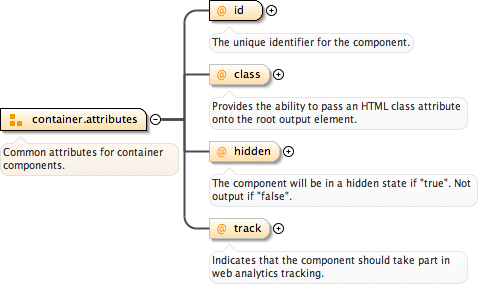 @ id
The unique identifier for the component.
@ class
Provides the ability to pass an HTML class attribute
onto the root output element.
container.attributes
Common attributes for container
components.
@ hidden
The component will be in a hidden state if "true". Not
output if "false".
@ track
Indicates that the component should take part in
web analytics tracking.